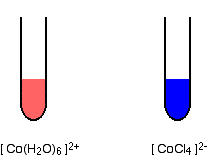 [ Co(H₂O)₆ ]²⁺
[ CoCl₄ ]²⁻